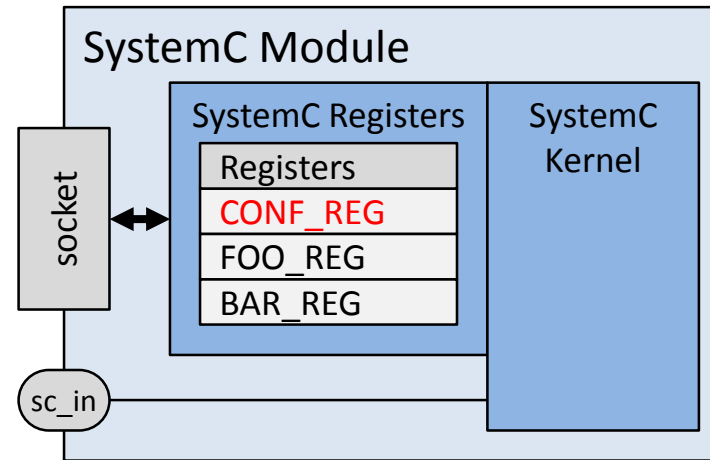 SystemC Module
SystemC Registers
SystemC
Kernel
Registers
CONF_REG
FOO_REG
BAR_REG
socket
sc_in